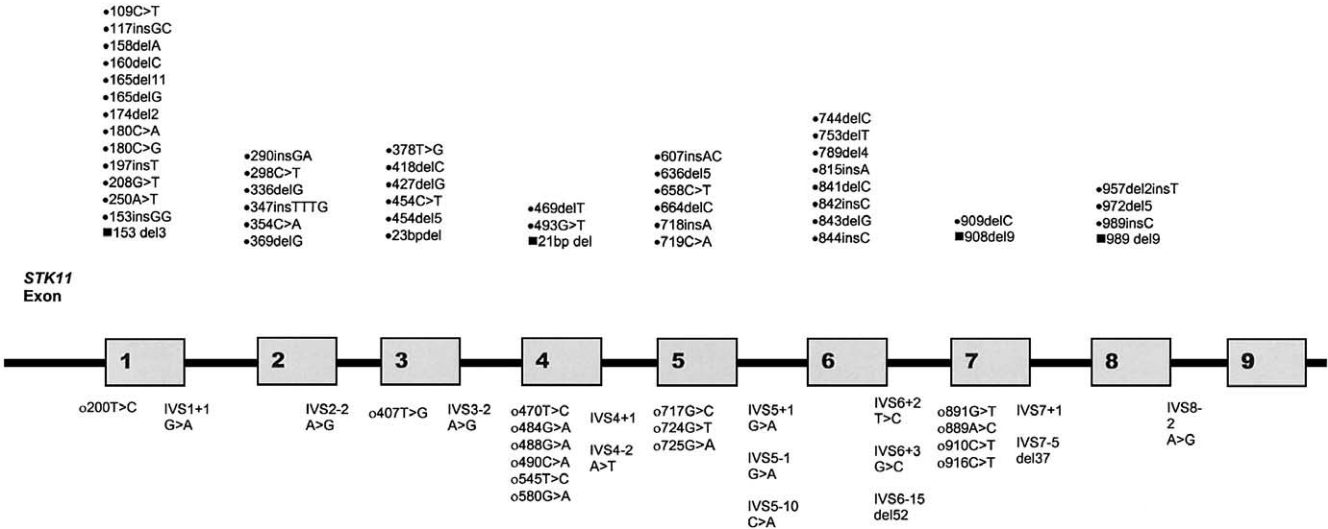 ●109C>T
●117insGC
●158delA
●160delC
●165del11
●165delG
●174del2
●180C>A
●180C>G
●197insT
●208G>T
●250A>T
●153insGG
■153 del3
●290insGA
●298C>T
●336delG
●347insTTTG
●354C>A
●369delG
●378T>G
●418delC
●427delG
●454C>T
●454del5
●23bpdel
●469delT
●493G>T
■21bp del
●607insAC
●636del5
●658C>T
●664delC
●718insA
●719C>A
●744delC
●753delT
●789del4
●815insA
●841delC
●842insC
●843delG
●844insC
●909delC
■908del9
●957del2insT
●972del5
●989insC
■989 del9
STK11
Exon
1
2
3
4
5
6
7
8
9
o200T>C
IVS1+1
G>A
IVS2-2
A>G
o407T>G
IVS3-2
A>G
o470T>C
o484G>A
o488G>A
o490C>A
o545T>C
o580G>A
IVS4+1
IVS4-2
A>T
o717G>C
o724G>T
o725G>A
IVS5+1
G>A
IVS5-1
G>A
IVS5-10
C>A
IVS6+2
T>C
IVS6+3
G>C
IVS6-15
del52
o891G>T
o889A>C
o910C>T
o916C>T
IVS7+1
IVS7-5
del37
IVS8-
2
A>G